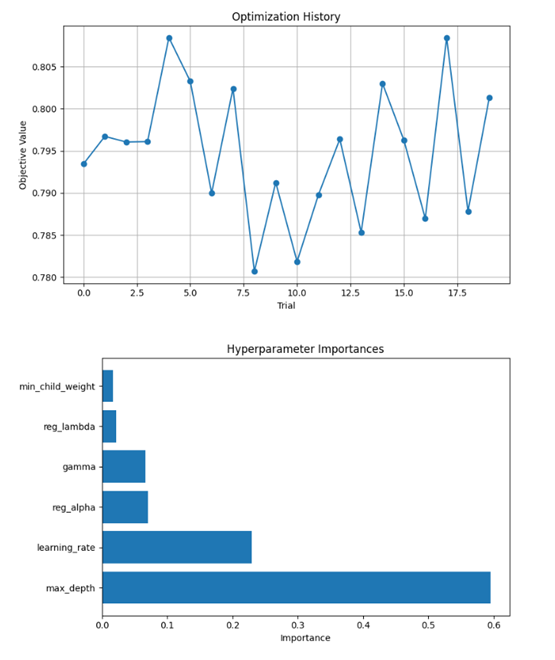 Optimization History
Objective Value
0.805
0.800
0.795
0.790
0.785
0.780
0.0 2.5 5.0 7.5 10.0 12.5 15.0 17.5
Trial
Hyperparameter Importances
min_child_weight
reg_lambda
gamma
reg_alpha
learning_rate
max_depth
0.0 0.1 0.2 0.3 0.4 0.5 0.6
Importance